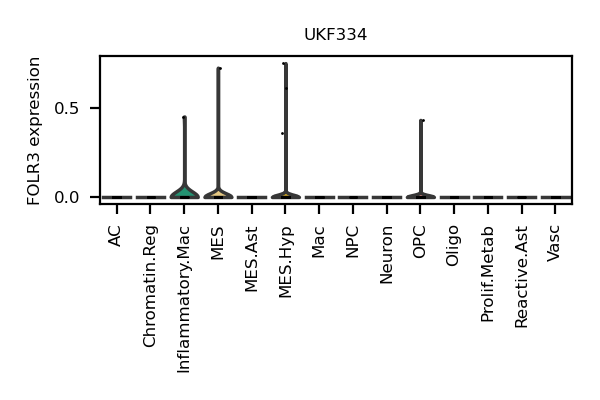 UKF334
FOLR3 expression
0.5
0.0
AC
Chromatin.Reg
Inflammatory.Mac
MES
MES.Ast
MES.Hyp
Mac
NPC
Neuron
OPC
Oligo
Prolif.Metab
Reactive.Ast
Vasc